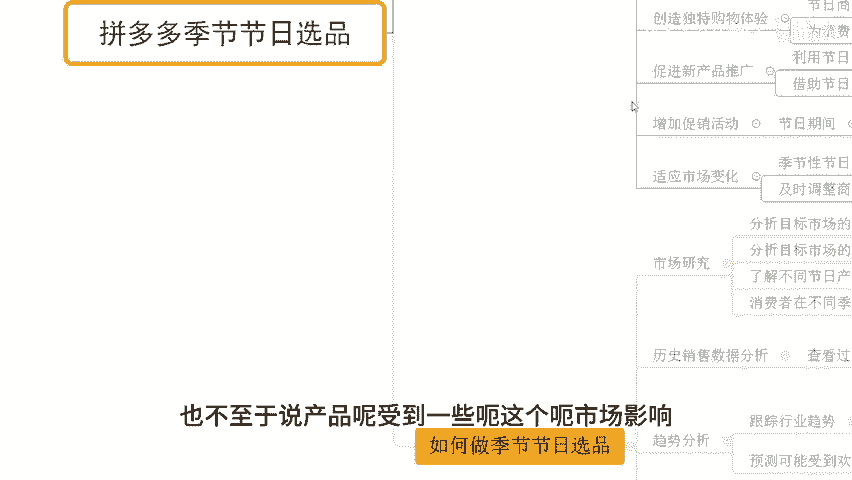 拼多多季节节日选品
创造独特购物体验
节日商
为消费
促进新产品推广
利用节日
借助节日
增加促销活动
节日期间
适应市场变化
季节性节日
及时调整商
市场研究
分析目标市场的
分析目标市场的
了解不同节日产
消费者在不同季
历史销售数据分析
查看过
趋势分析
跟踪行业趋势
预测可能受到欢
也不至于说产品呢受到一些呃这个呃市场影响
如何做季节节日选品